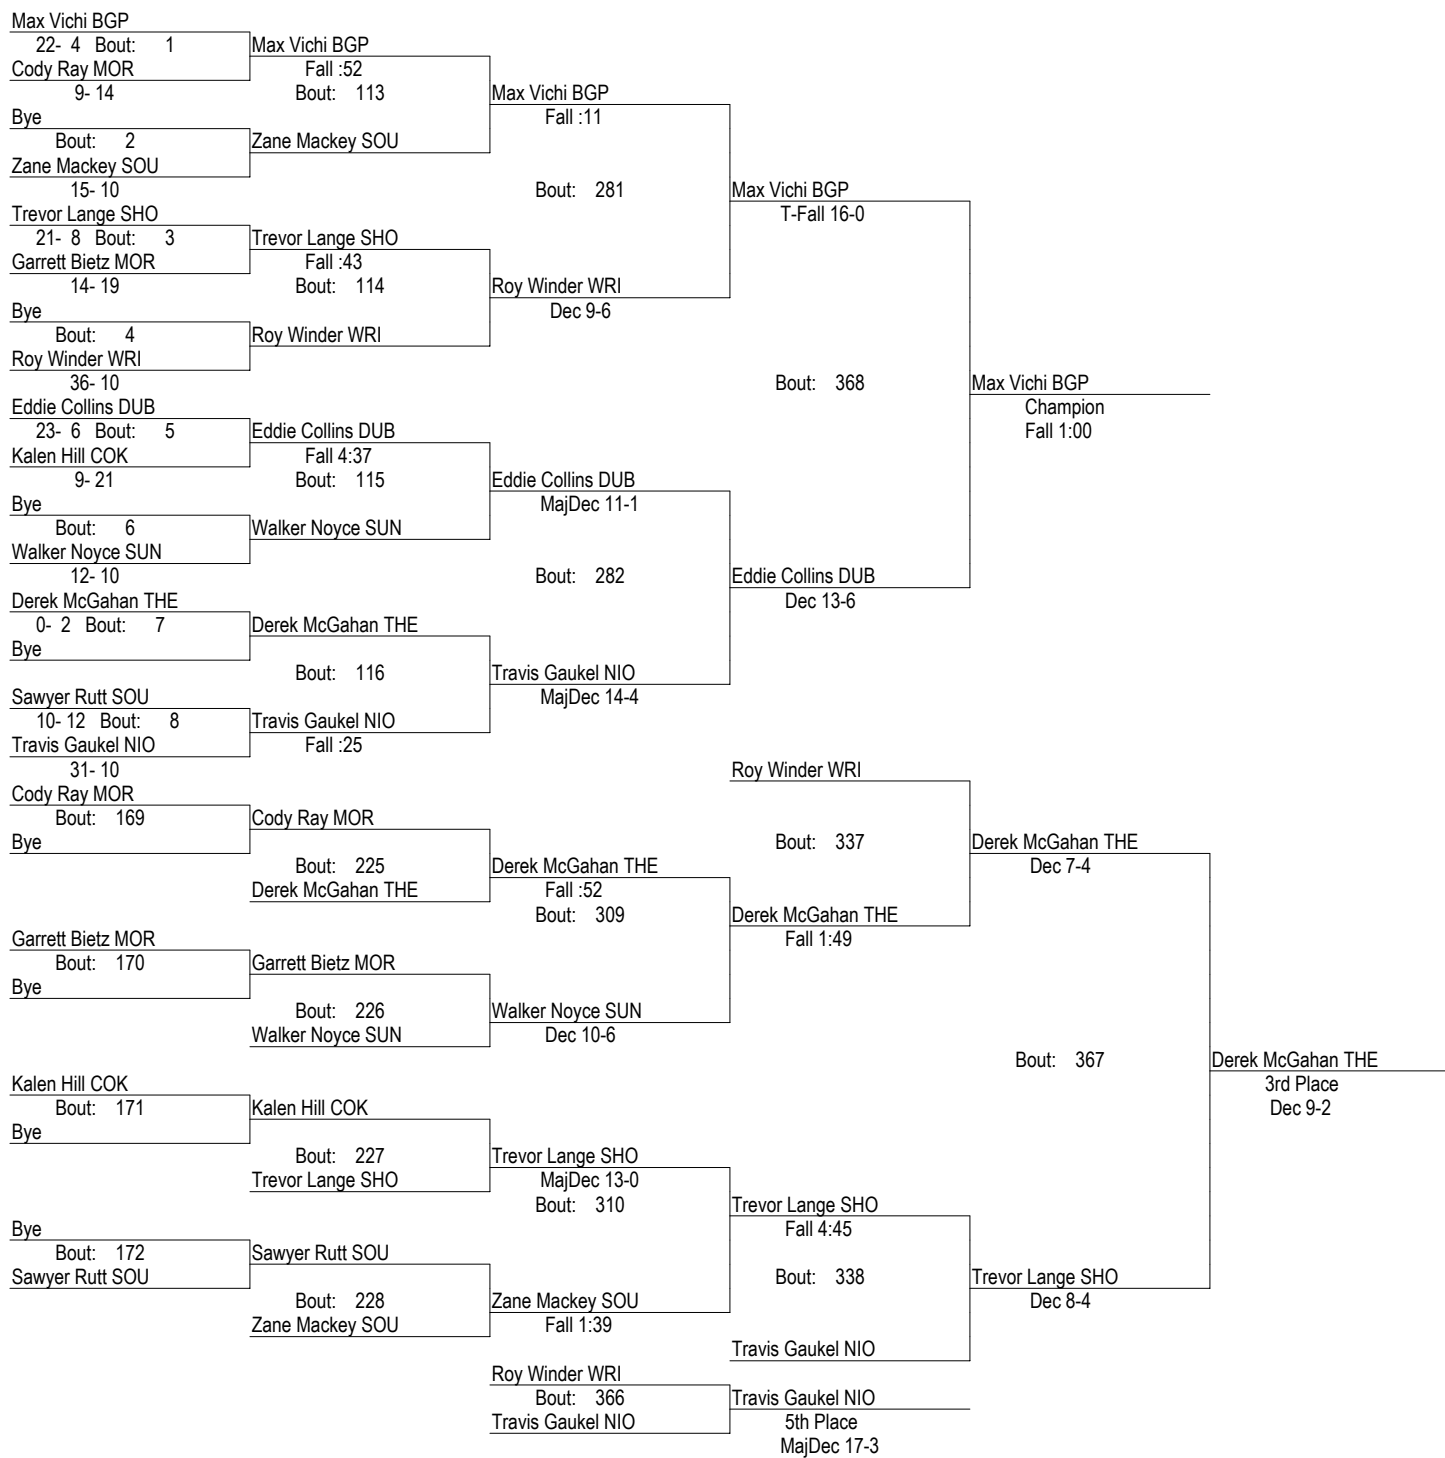 Max Vichi BGP
22- 4 Bout: 1
Max Vichi BGP
Cody Ray MOR
Fall :52
9- 14
Bout: 113
Max Vichi BGP
Bye
Fall :11
Bout: 2
Zane Mackey SOU
Zane Mackey SOU
15- 10
Bout: 281
Max Vichi BGP
Trevor Lange SHO
T-Fall 16-0
21- 8 Bout: 3
Trevor Lange SHO
Garrett Bietz MOR
Fall :43
14- 19
Bout: 114
Roy Winder WRI
Bye
Dec 9-6
Bout: 4
Roy Winder WRI
Roy Winder WRI
36- 10
Bout: 368
Max Vichi BGP
Eddie Collins DUB
Champion
23- 6 Bout: 5
Eddie Collins DUB
Fall 1:00
Kalen Hill COK
Fall 4:37
9- 21
Bout: 115
Eddie Collins DUB
Bye
MajDec 11-1
Bout: 6
Walker Noyce SUN
Walker Noyce SUN
12- 10
Bout: 282
Eddie Collins DUB
Derek McGahan THE
Dec 13-6
0- 2 Bout: 7
Derek McGahan THE
Bye
Bout: 116
Travis Gaukel NIO
Sawyer Rutt SOU
MajDec 14-4
10- 12 Bout: 8
Travis Gaukel NIO
Travis Gaukel NIO
Fall :25
31- 10
Roy Winder WRI
Cody Ray MOR
Bout: 169
Cody Ray MOR
Bye
Bout: 337
Derek McGahan THE
Bout: 225
Derek McGahan THE
Dec 7-4
Derek McGahan THE
Fall :52
Bout: 309
Derek McGahan THE
Garrett Bietz MOR
Fall 1:49
Bout: 170
Garrett Bietz MOR
Bye
Bout: 226
Walker Noyce SUN
Walker Noyce SUN
Dec 10-6
Bout: 367
Derek McGahan THE
Kalen Hill COK
3rd Place
Bout: 171
Kalen Hill COK
Dec 9-2
Bye
Bout: 227
Trevor Lange SHO
Trevor Lange SHO
MajDec 13-0
Bout: 310
Trevor Lange SHO
Bye
Fall 4:45
Bout: 172
Sawyer Rutt SOU
Sawyer Rutt SOU
Bout: 338
Trevor Lange SHO
Bout: 228
Zane Mackey SOU
Dec 8-4
Zane Mackey SOU
Fall 1:39
Travis Gaukel NIO
Roy Winder WRI
Bout: 366
Travis Gaukel NIO
Travis Gaukel NIO
5th Place
MajDec 17-3